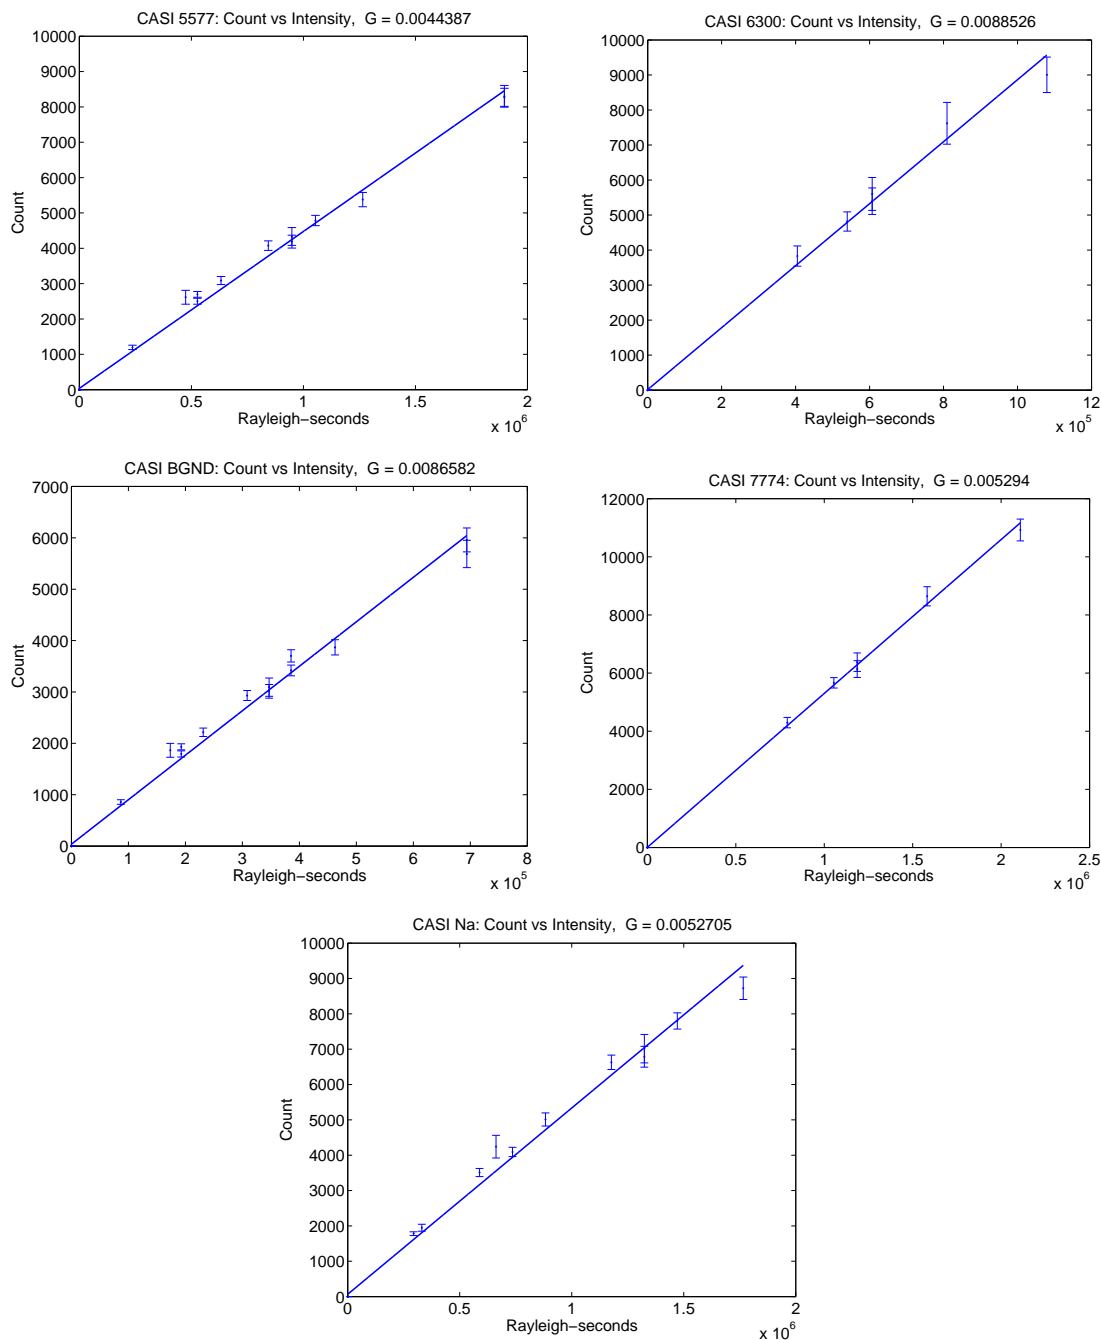 CASI 5577: Count vs Intensity,  G = 0.0044387
10000
9000
8000
7000
6000
5000
4000
3000
2000
1000
0
Count
0 0.5 1 1.5 2
Rayleigh−seconds
x 10^6
CASI 6300: Count vs Intensity,  G = 0.0088526
10000
9000
8000
7000
6000
5000
4000
3000
2000
1000
0
Count
0 2 4 6 8 10 12
Rayleigh−seconds
x 10^5
CASI BGND: Count vs Intensity,  G = 0.0086582
7000
6000
5000
4000
3000
2000
1000
0
Count
0 1 2 3 4 5 6 7 8
Rayleigh−seconds
x 10^5
CASI 7774: Count vs Intensity,  G = 0.005294
12000
10000
8000
6000
4000
2000
0
Count
0 0.5 1 1.5 2 2.5
Rayleigh−seconds
x 10^6
CASI Na: Count vs Intensity,  G = 0.0052705
10000
9000
8000
7000
6000
5000
4000
3000
2000
1000
0
Count
0 0.5 1 1.5 2
Rayleigh−seconds
x 10^6